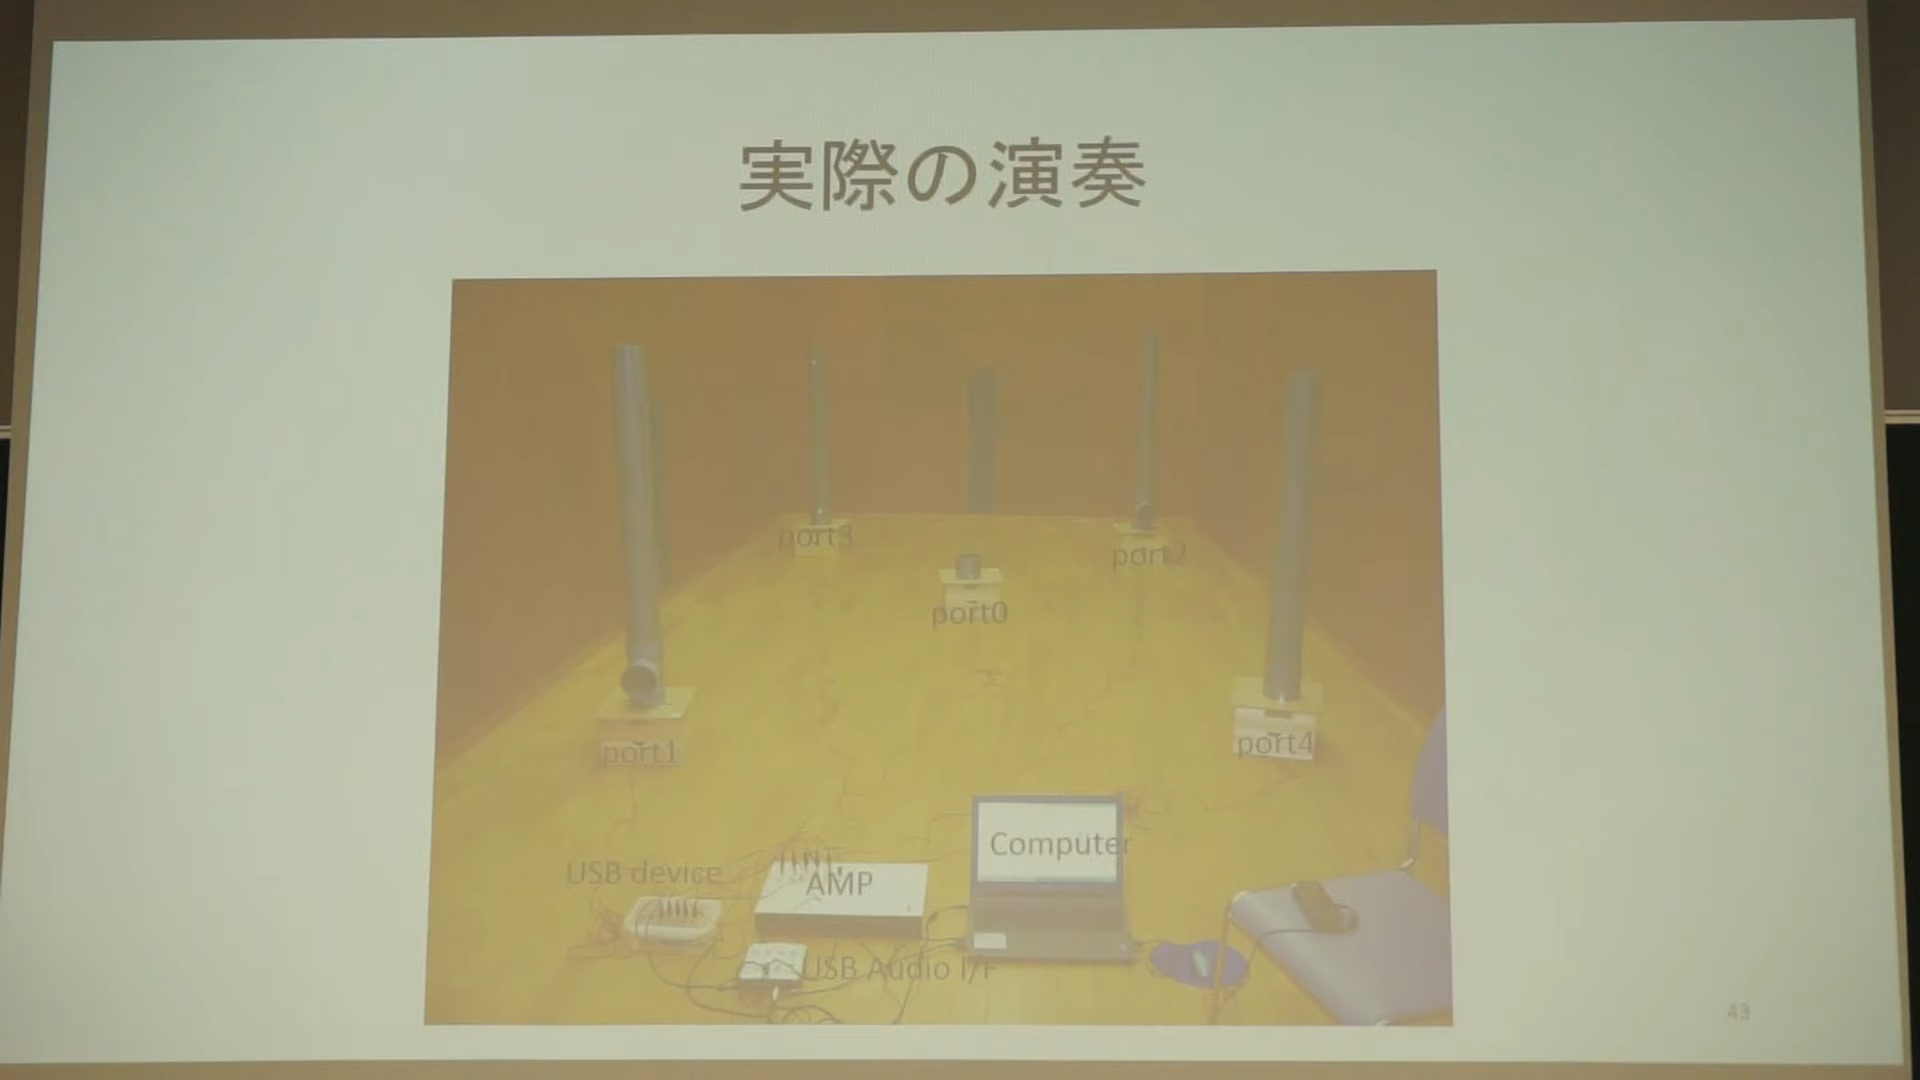 実際の演奏
port3
port2
port0
port1
port4
Computer
USB device
AMP
USB Audio I/F
43